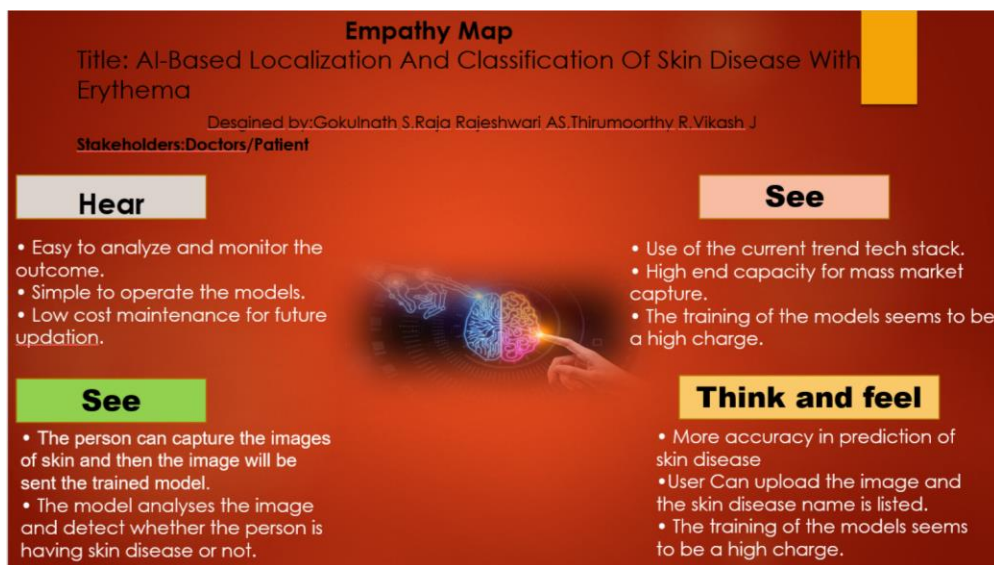 Empathy Map
Title: AI-Based Localization And Classification Of Skin Disease With
Erythema
Desgined by:Gokulnath S.Raja Rajeshwari AS.Thirumoorthy R.Vikash J
Stakeholders:Doctors/Patient
Hear
• Easy to analyze and monitor the
outcome.
• Simple to operate the models.
• Low cost maintenance for future
updation.
See
• Use of the current trend tech stack.
• High end capacity for mass market
capture.
• The training of the models seems to be
a high charge.
See
• The person can capture the images
of skin and then the image will be
sent the trained model.
• The model analyses the image
and detect whether the person is
having skin disease or not.
Think and feel
• More accuracy in prediction of
skin disease
•User Can upload the image and
the skin disease name is listed.
• The training of the models seems
to be a high charge.